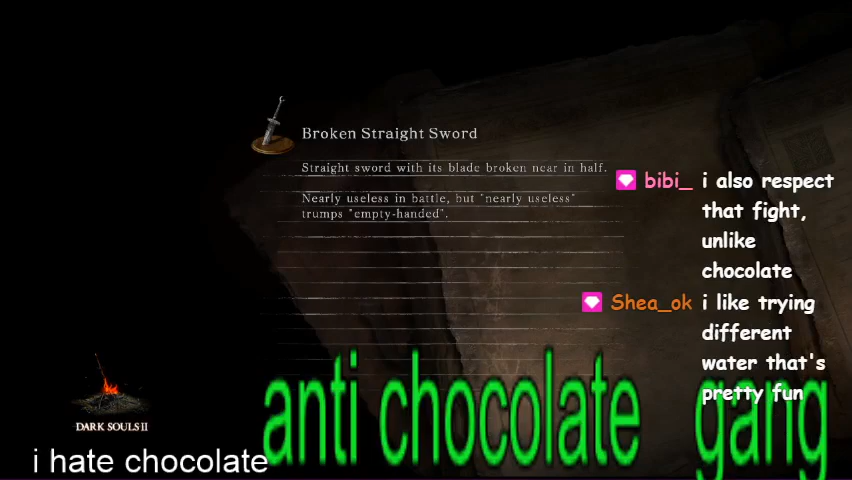 Broken Straight Sword
Straight sword with its blade broken near in half.
Nearly useless in battle, but "nearly useless"
trumps "empty-handed".
bibi_ i also respect
that fight,
unlike
chocolate
Shea_ok i like trying
different
water that's
pretty fun
anti chocolate gang
DARK SOULS II
i hate chocolate